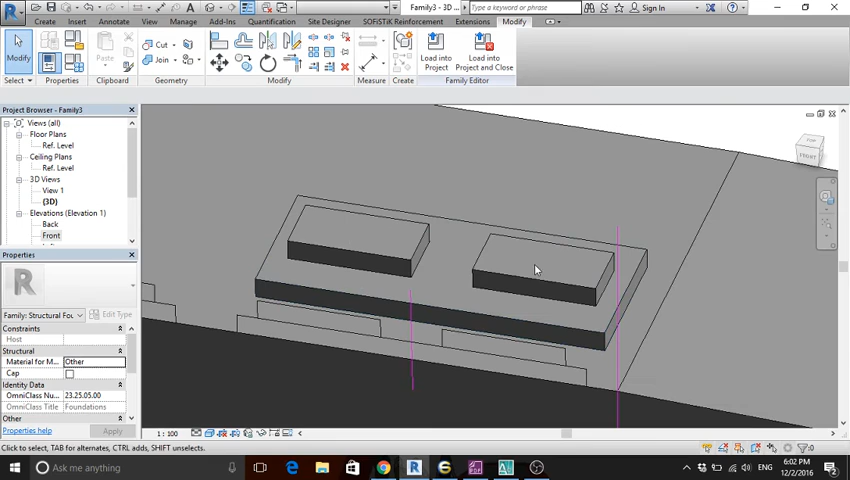 Family3 - 3D ...
Type a keyword or phrase
Sign In
Create
Insert
Annotate
View
Manage
Add-Ins
Quantification
Site Designer
SOFiSTiK Reinforcement
Extensions
Modify
Modify
Paste
Cut
Join
Load into
Project
Load into
Project and Close
Select
Properties
Clipboard
Geometry
Modify
Measure
Create
Family Editor
Project Browser - Family3
Views (all)
Floor Plans
Ref. Level
Ceiling Plans
Ref. Level
3D Views
View 1
{3D}
Elevations (Elevation 1)
Back
Front
TOP
FRONT
Properties
R
Family: Structural Fou
Edit Type
Constraints
Host
Structural
Material for M...
Other
Cap
Identity Data
OmniClass Nu...
23.25.05.00
OmniClass Title
Foundations
Other
Properties help
Apply
1 : 100
Click to select, TAB for alternates, CTRL adds, SHIFT unselects.
:0
Ask me anything
ENG
6:02 PM
12/2/2016